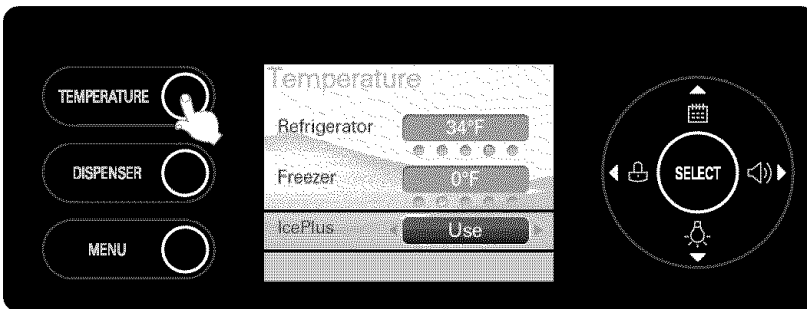 TEMPERATURE
DISPENSER
MENU
Temperature
Refrigerator 34°F
Freezer 0°F
IcePlus Use
SELECT